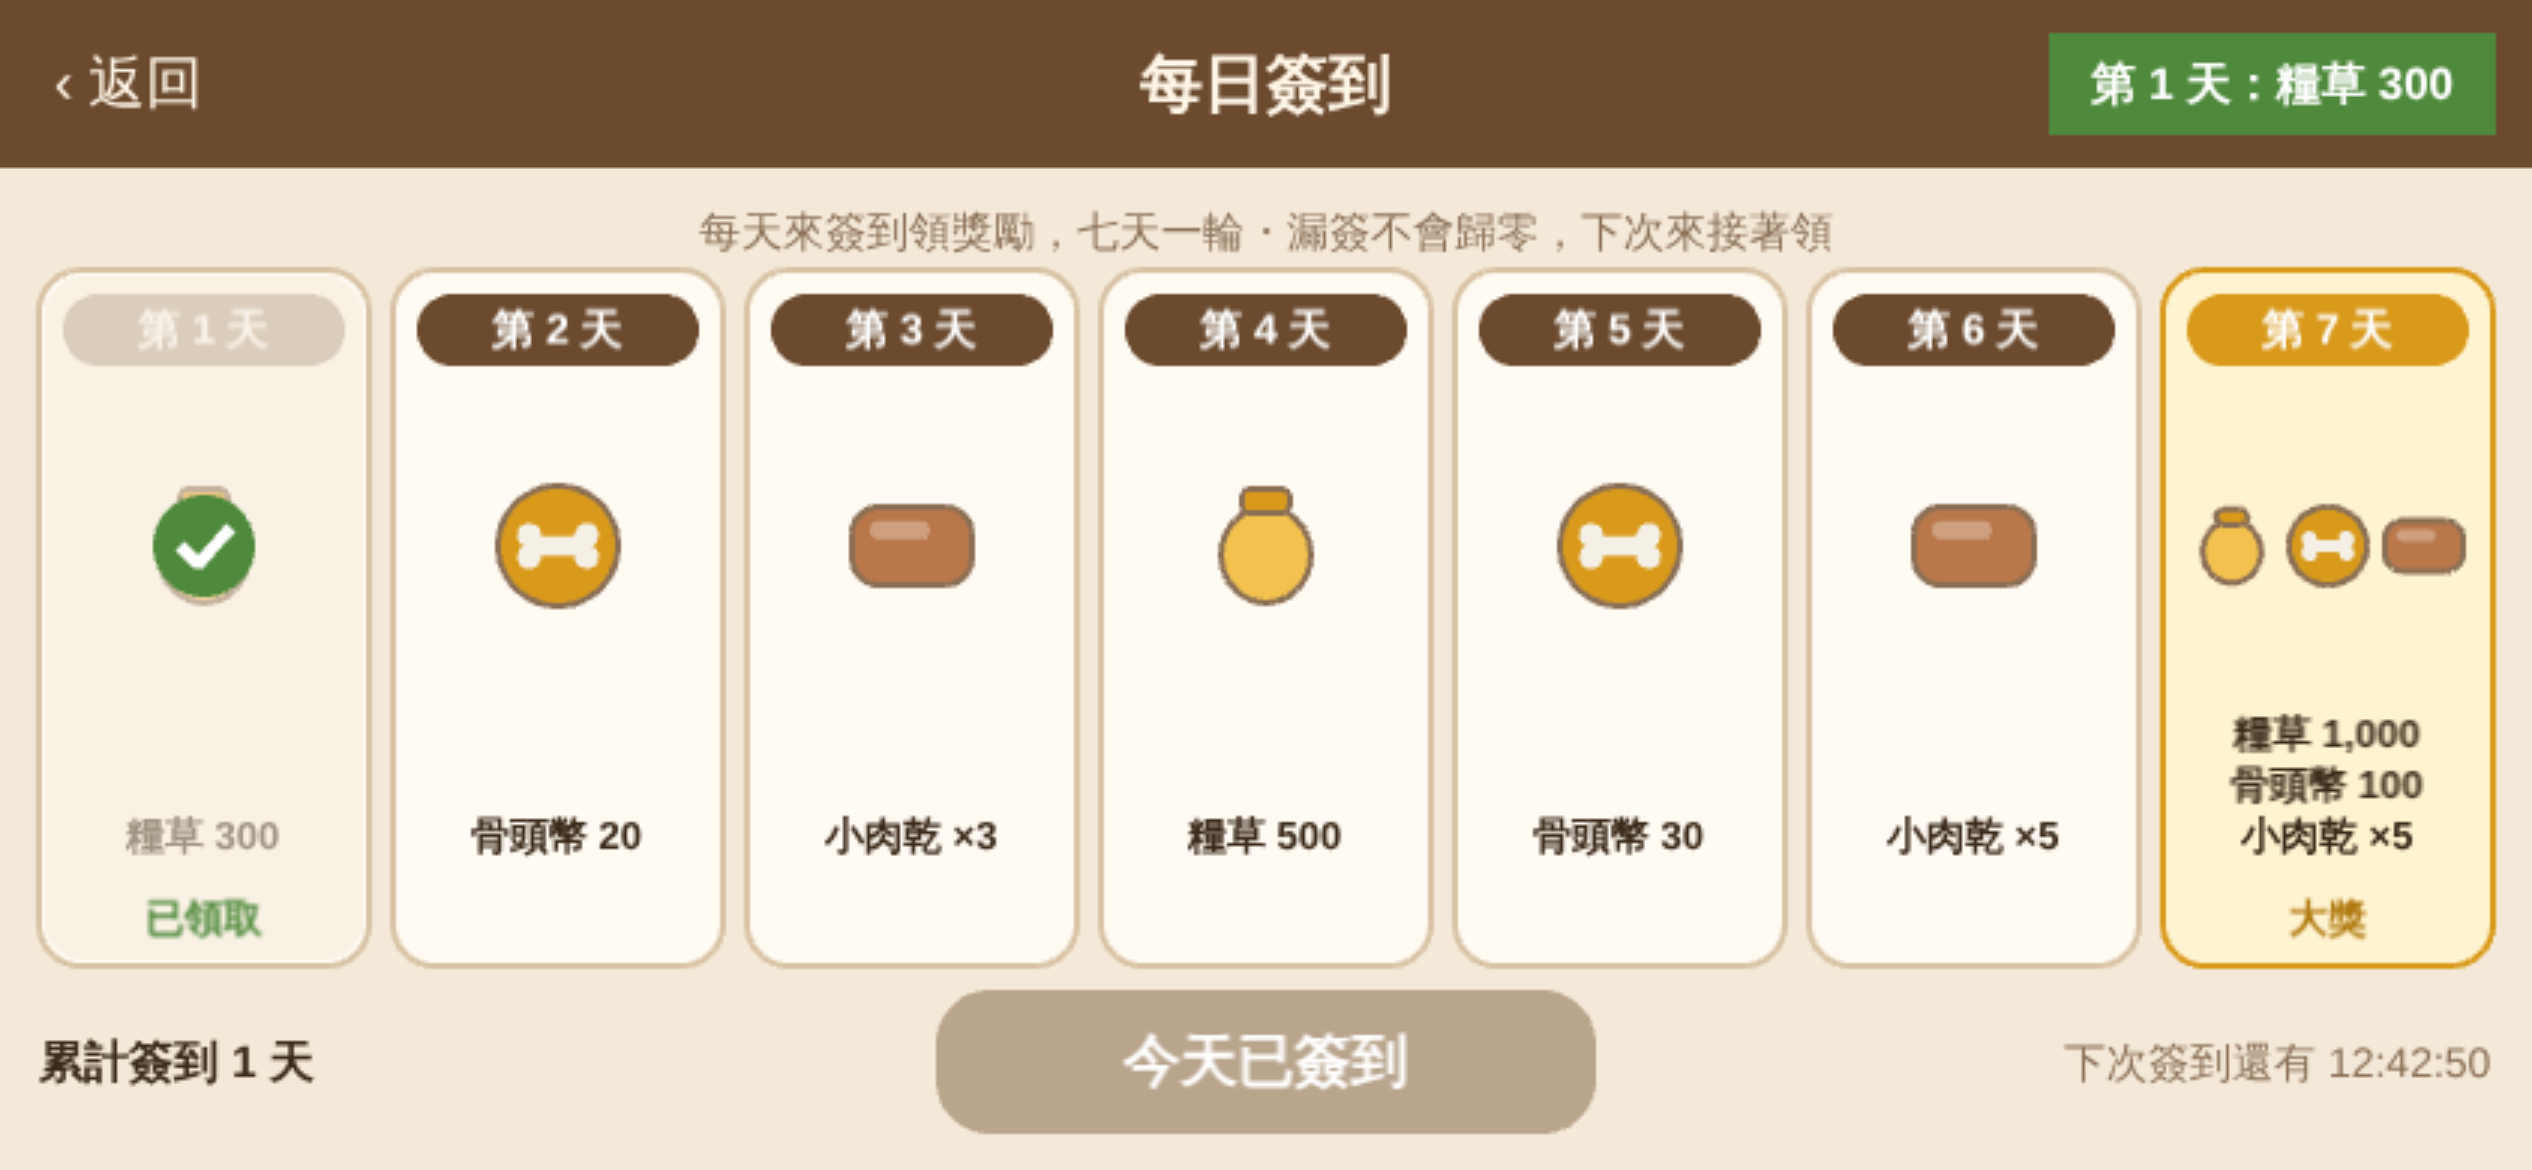 ‹ 返回
每日簽到
第 1 天：糧草 300
每天來簽到領獎勵，七天一輪・漏簽不會歸零，下次來接著領
第 1 天
糧草 300
已領取
第 2 天
骨頭幣 20
第 3 天
小肉乾 ×3
第 4 天
糧草 500
第 5 天
骨頭幣 30
第 6 天
小肉乾 ×5
第 7 天
糧草 1,000
骨頭幣 100
小肉乾 ×5
大獎
累計簽到 1 天
今天已簽到
下次簽到還有 12:42:50